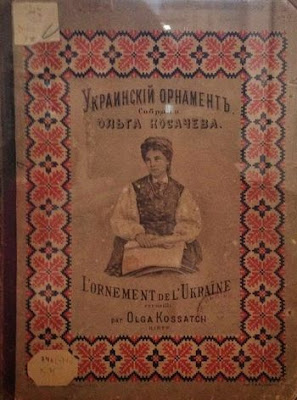 УКРАИНСКІЙ ОРНАМЕНТЪ
Собрала
ОЛЬГА КОСАЧЕВА.
L'ORNEMENT DE L'UKRAINE
PAR OLGA KOSSATCH